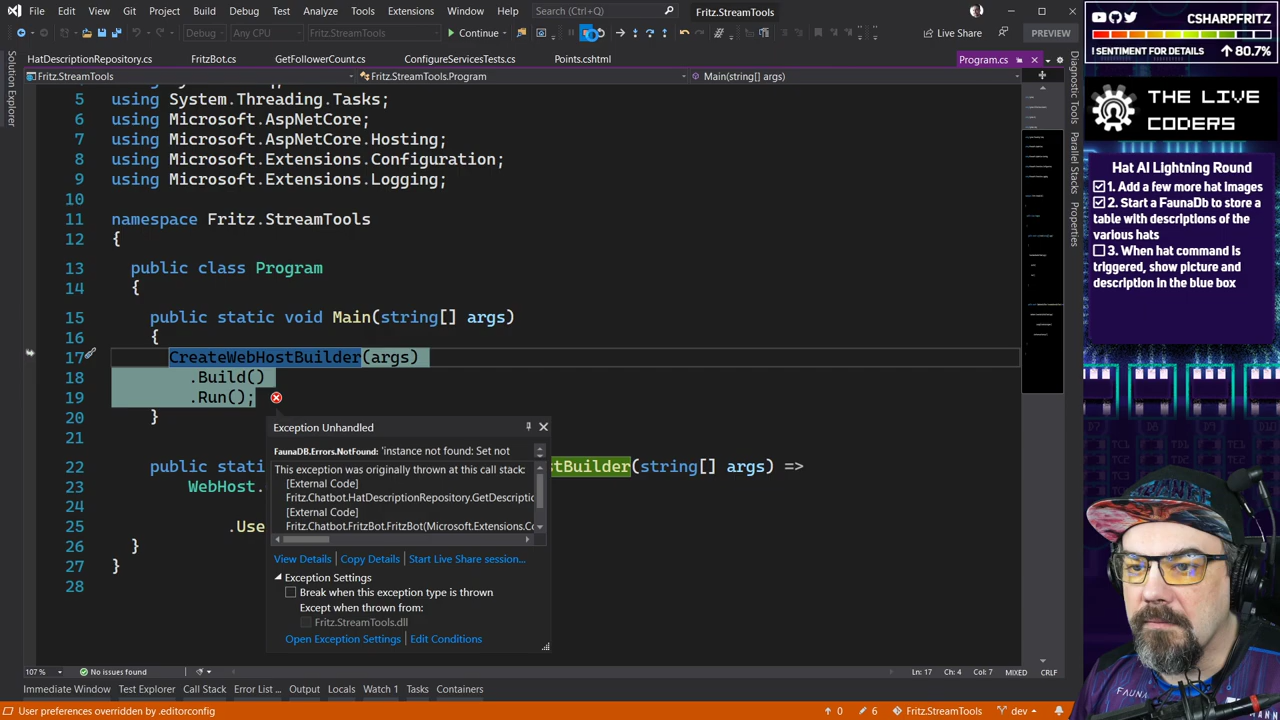 File Edit View Git Project Build Debug Test Analyze Tools Extensions Window Help Search (Ctrl+Q) Fritz.StreamTools
Debug Any CPU Fritz.StreamTools Continue Live Share PREVIEW
HatDescriptionRepository.cs FritzBot.cs GetFollowerCount.cs ConfigureServicesTests.cs Points.cshtml Program.cs
Fritz.StreamTools Fritz.StreamTools.Program Main(string[] args)
Solution Explorer
Diagnostic Tools
Parallel Stacks
Properties
5 using System.Threading.Tasks;
6 using Microsoft.AspNetCore;
7 using Microsoft.AspNetCore.Hosting;
8 using Microsoft.Extensions.Configuration;
9 using Microsoft.Extensions.Logging;
10
11 namespace Fritz.StreamTools
12 {
13 public class Program
14 {
15 public static void Main(string[] args)
16 {
17 CreateWebHostBuilder(args)
18 .Build()
19 .Run();
20 }
21
22 public stati stBuilder(string[] args) =>
23 WebHost.
24
25 .Use
26 }
27 }
28
Exception Unhandled
FaunaDB.Errors.NotFound: 'instance not found: Set not
This exception was originally thrown at this call stack:
[External Code]
Fritz.Chatbot.HatDescriptionRepository.GetDescriptio
[External Code]
Fritz.Chatbot.FritzBot.FritzBot(Microsoft.Extensions.Co
View Details Copy Details Start Live Share session...
Exception Settings
Break when this exception type is thrown
Except when thrown from:
Fritz.StreamTools.dll
Open Exception Settings Edit Conditions
107 % No issues found Ln: 17 Ch: 4 Col: 7 MIXED CRLF
Immediate Window Test Explorer Call Stack Error List ... Output Locals Watch 1 Tasks Containers
User preferences overridden by .editorconfig 0 6 Fritz.StreamTools dev
CSHARPFRITZ
! SENTIMENT FOR DETAILS 80.7%
THE LIVE
CODERS
Hat AI Lightning Round
1. Add a few more hat images
2. Start a FaunaDb to store a
table with descriptions of the
various hats
3. When hat command is
triggered, show picture and
description in the blue box
D7 D8 D9 D10
FAUNA